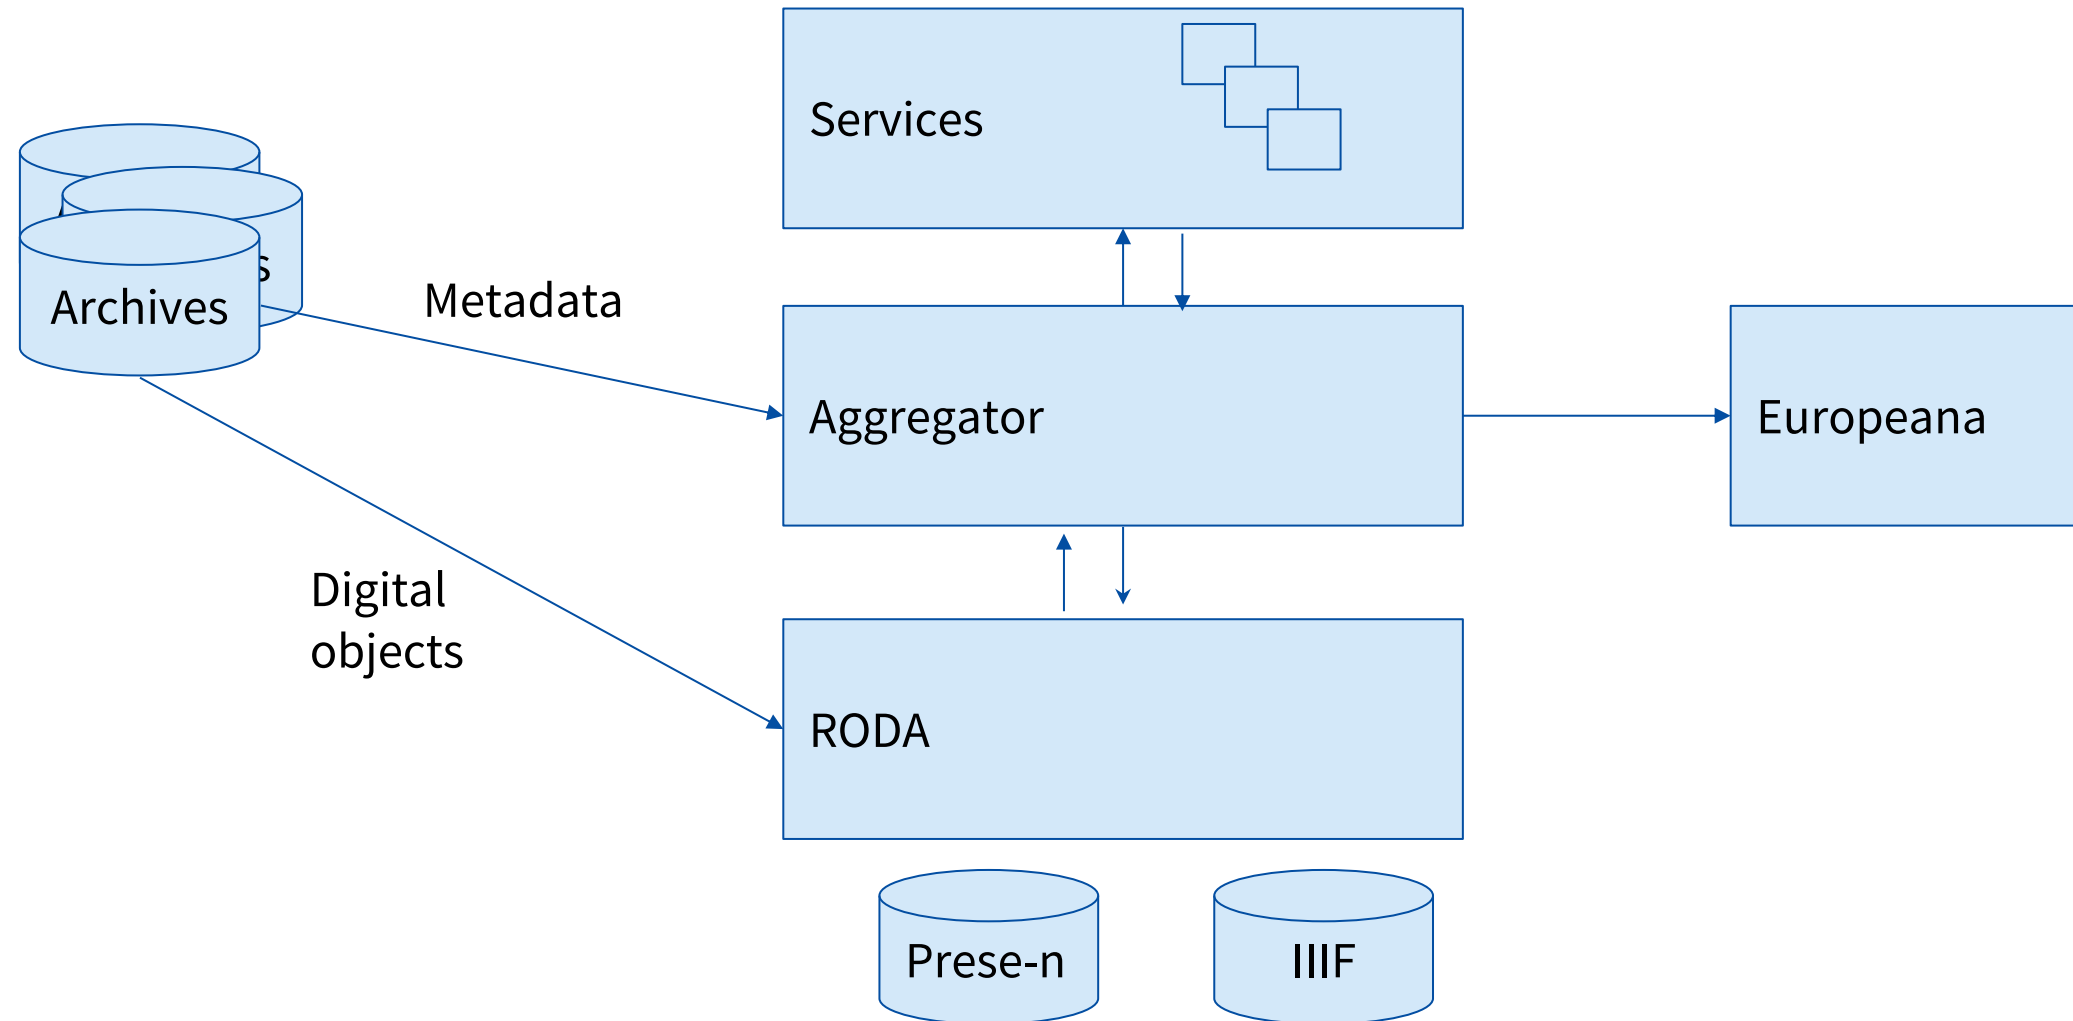 Services
Archives
Metadata
Aggregator
Europeana
Digital
objects
RODA
Prese-n
IIIF